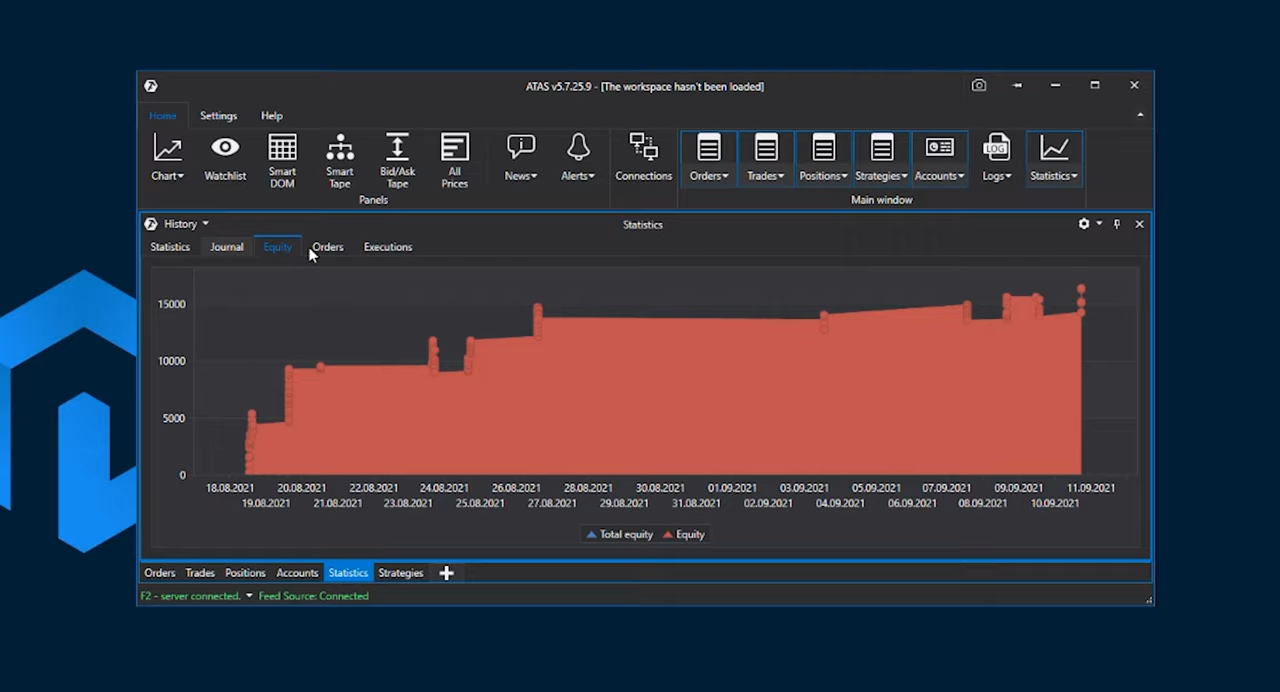 ATAS v5.7.25.9 - [The workspace hasn't been loaded]
Home Settings Help
Chart Watchlist Smart DOM Smart Tape Bid/Ask Tape All Prices News Alerts Connections Orders Trades Positions Strategies Accounts LOG Logs Statistics
Panels Main window
History Statistics
Statistics Journal Equity Orders Executions
15000
10000
5000
0
18.08.2021 20.08.2021 22.08.2021 24.08.2021 26.08.2021 28.08.2021 30.08.2021 01.09.2021 03.09.2021 05.09.2021 07.09.2021 09.09.2021 11.09.2021
19.08.2021 21.08.2021 23.08.2021 25.08.2021 27.08.2021 29.08.2021 31.08.2021 02.09.2021 04.09.2021 06.09.2021 08.09.2021 10.09.2021
Total equity Equity
Orders Trades Positions Accounts Statistics Strategies
F2 - server connected. Feed Source: Connected